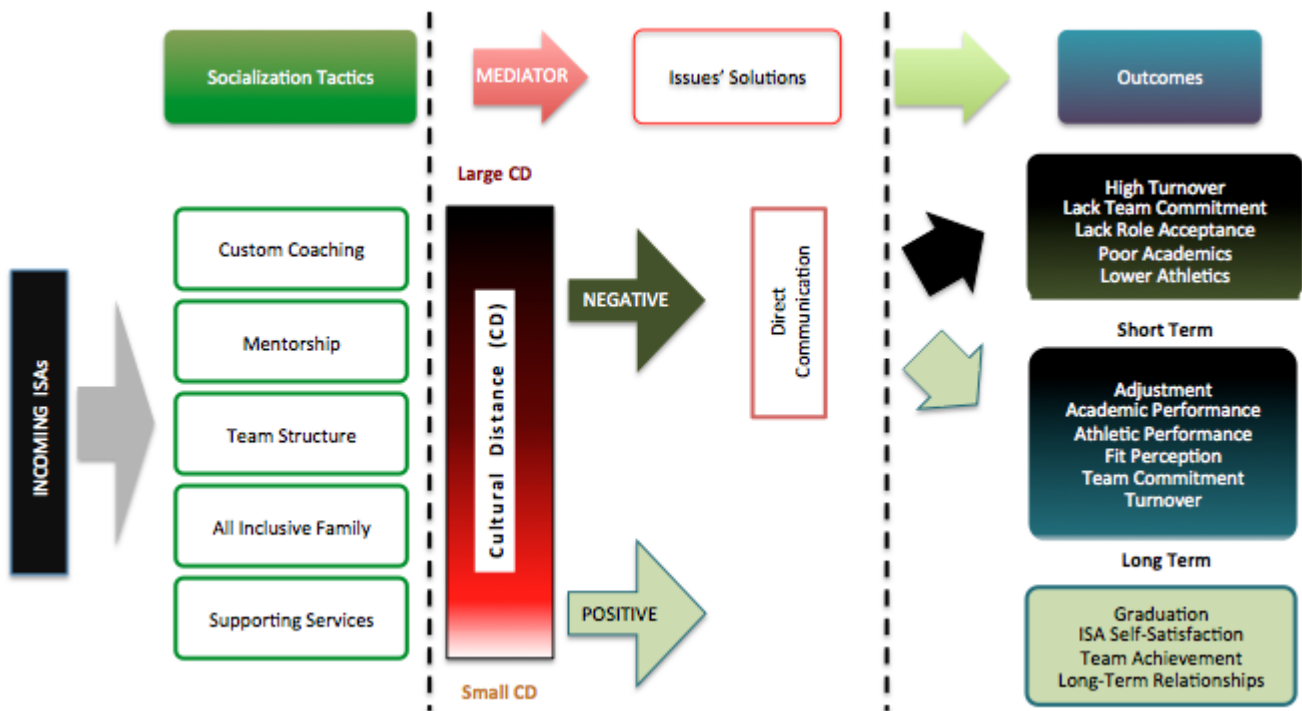 Socialization Tactics
MEDIATOR
Issues' Solutions
Outcomes
INCOMING ISAs
Custom Coaching
Mentorship
Team Structure
All Inclusive Family
Supporting Services
Large CD
Cultural Distance (CD)
Small CD
NEGATIVE
POSITIVE
Direct
Communication
High Turnover
Lack Team Commitment
Lack Role Acceptance
Poor Academics
Lower Athletics
Short Term
Adjustment
Academic Performance
Athletic Performance
Fit Perception
Team Commitment
Turnover
Long Term
Graduation
ISA Self-Satisfaction
Team Achievement
Long-Term Relationships